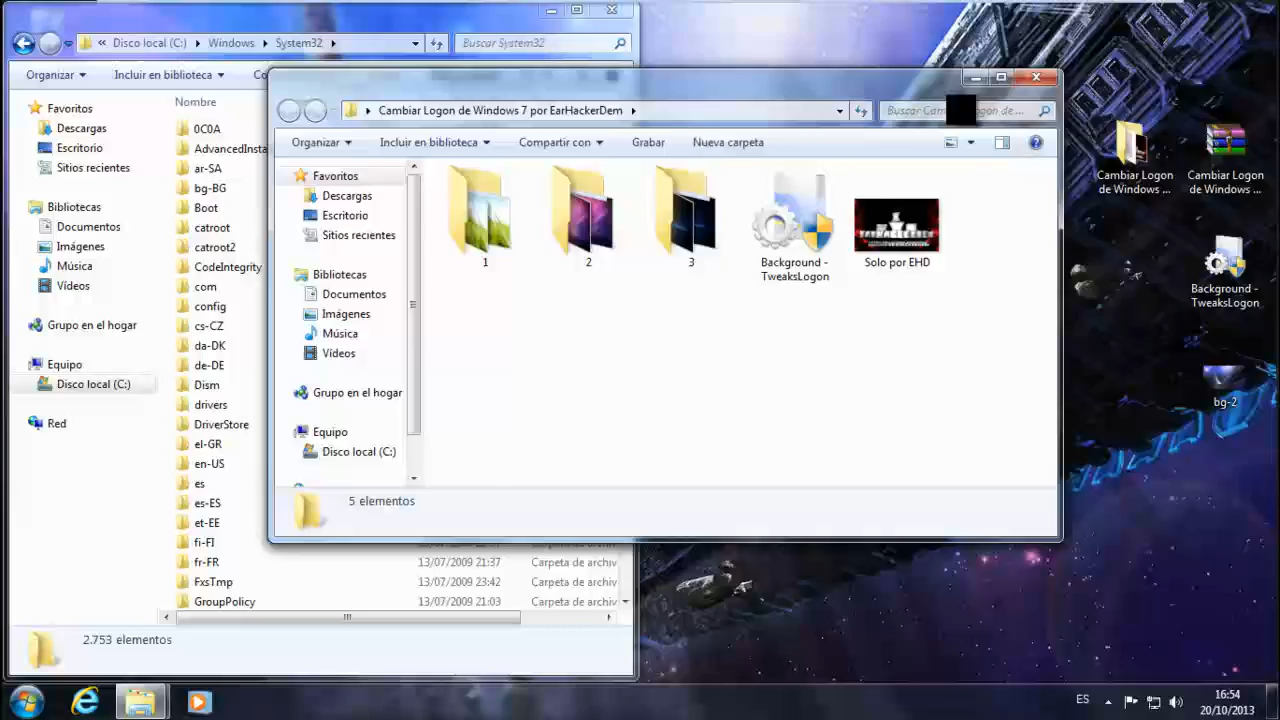 « Disco local (C:) ▸ Windows ▸ System32 ▸
Buscar System32
Organizar
Incluir en biblioteca
Favoritos
Descargas
Escritorio
Sitios recientes
Bibliotecas
Documentos
Imágenes
Música
Vídeos
Grupo en el hogar
Equipo
Disco local (C:)
Red
Nombre
0C0A
AdvancedInsta
ar-SA
bg-BG
Boot
catroot
catroot2
CodeIntegrity
com
config
cs-CZ
da-DK
de-DE
Dism
drivers
DriverStore
el-GR
en-US
es
es-ES
et-EE
fi-FI
fr-FR 13/07/2009 21:37 Carpeta de archiv
FxsTmp 13/07/2009 23:42 Carpeta de archiv
GroupPolicy 13/07/2009 21:03 Carpeta de archiv
2.753 elementos
Cambiar Logon de Windows 7 por EarHackerDem ▸
Organizar
Incluir en biblioteca
Compartir con
Grabar
Nueva carpeta
Favoritos
Descargas
Escritorio
Sitios recientes
Bibliotecas
Documentos
Imágenes
Música
Vídeos
Grupo en el hogar
Equipo
Disco local (C:)
1
2
3
Background -
TweaksLogon
Solo por EHD
5 elementos
Cambiar Logon
de Windows ...
Cambiar Logon
de Windows ...
Background -
TweaksLogon
bg-2
ES
16:54
20/10/2013